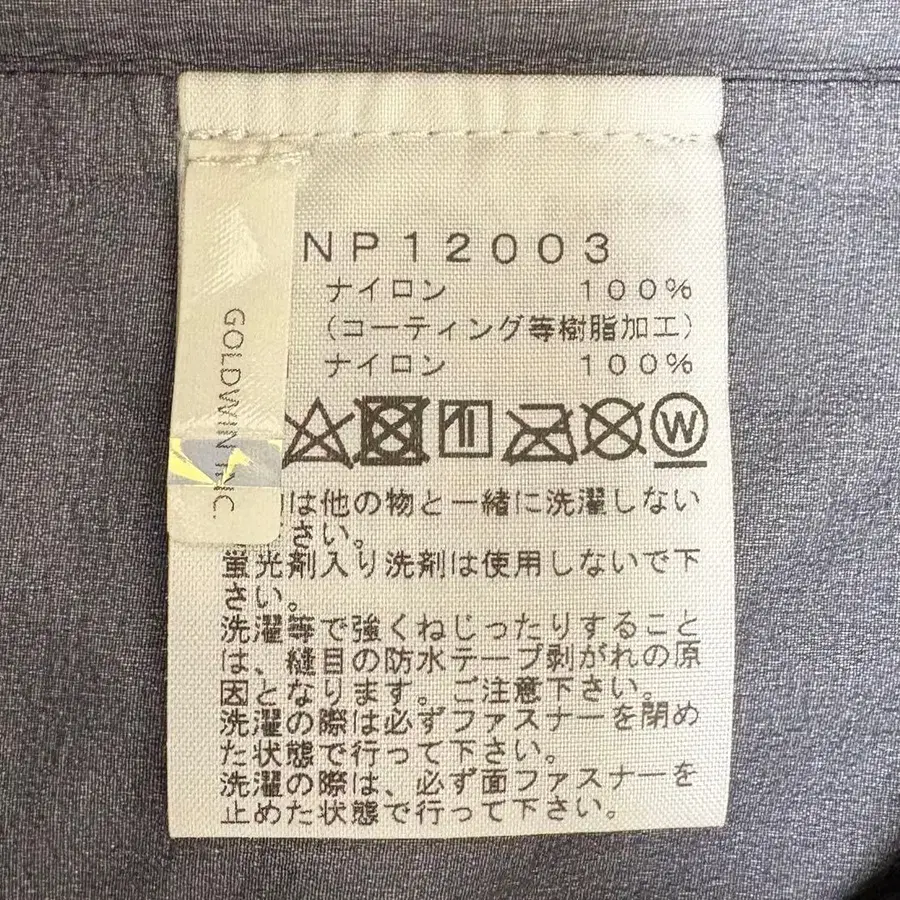 NP12003
ナイロン 100%
(コーティング等樹脂加工)
ナイロン 100%
GOLDWIN INC.
W
は他の物と一緒に洗濯しない
さい。
蛍光剤入り洗剤は使用しないで下
さい。
洗濯等で強くねじったりすること
は、縫目の防水テープ剥がれの原
因となります。ご注意下さい。
洗濯の際は必ずファスナーを閉め
た状態で行って下さい。
洗濯の際は、必ず面ファスナーを
止めた状態で行って下さい。